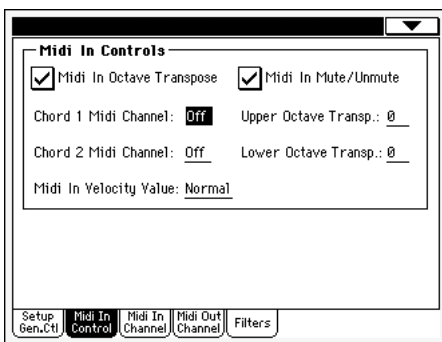 Midi In Controls
Midi In Octave Transpose Midi In Mute/Unmute
Chord 1 Midi Channel: Off Upper Octave Transp.: 0
Chord 2 Midi Channel: Off Lower Octave Transp.: 0
Midi In Velocity Value: Normal
Setup Gen.Ctl Midi In Control Midi In Channel Midi Out Channel Filters